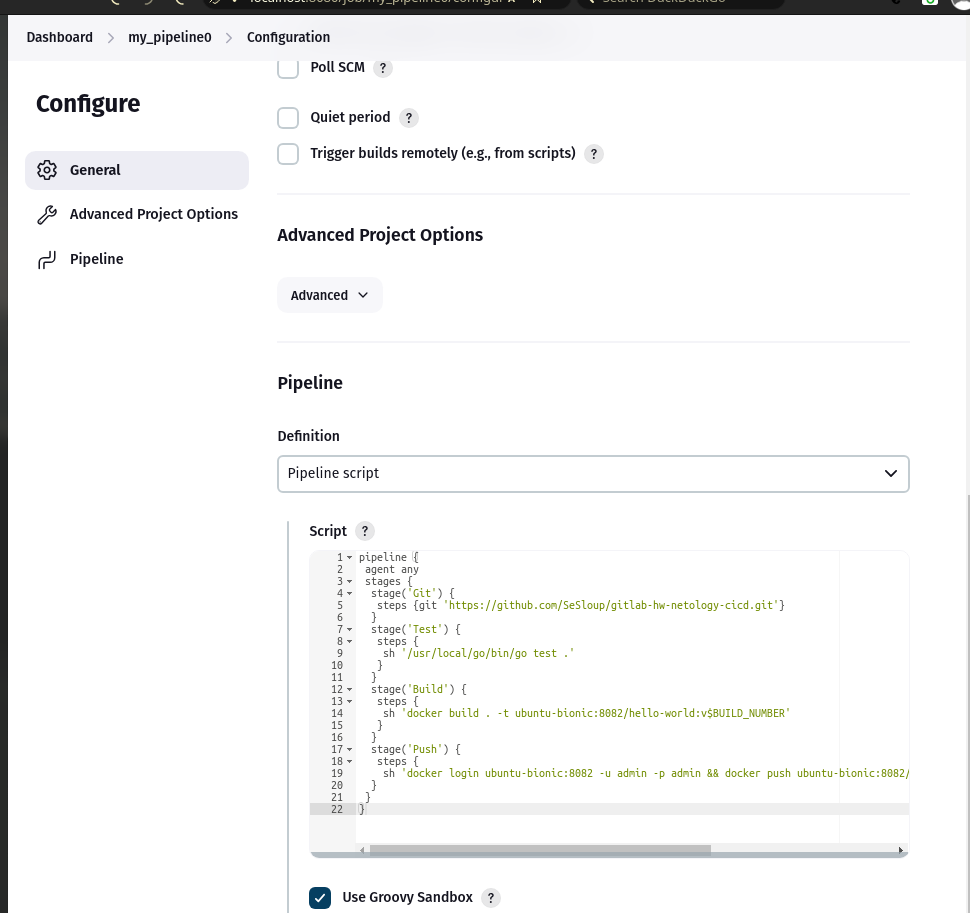 Dashboard > my_pipeline0 > Configuration
Configure
General
Advanced Project Options
Pipeline
Poll SCM ?
Quiet period ?
Trigger builds remotely (e.g., from scripts) ?
Advanced Project Options
Advanced
Pipeline
Definition
Pipeline script
Script ?
1 pipeline {
2  agent any
3  stages {
4   stage('Git') {
5    steps {git 'https://github.com/SeSloup/gitlab-hw-netology-cicd.git'}
6   }
7   stage('Test') {
8    steps {
9     sh '/usr/local/go/bin/go test .'
10    }
11   }
12   stage('Build') {
13    steps {
14     sh 'docker build . -t ubuntu-bionic:8082/hello-world:v$BUILD_NUMBER'
15    }
16   }
17   stage('Push') {
18    steps {
19     sh 'docker login ubuntu-bionic:8082 -u admin -p admin && docker push ubuntu-bionic:8082/
20   }
21  }
22 }
Use Groovy Sandbox ?